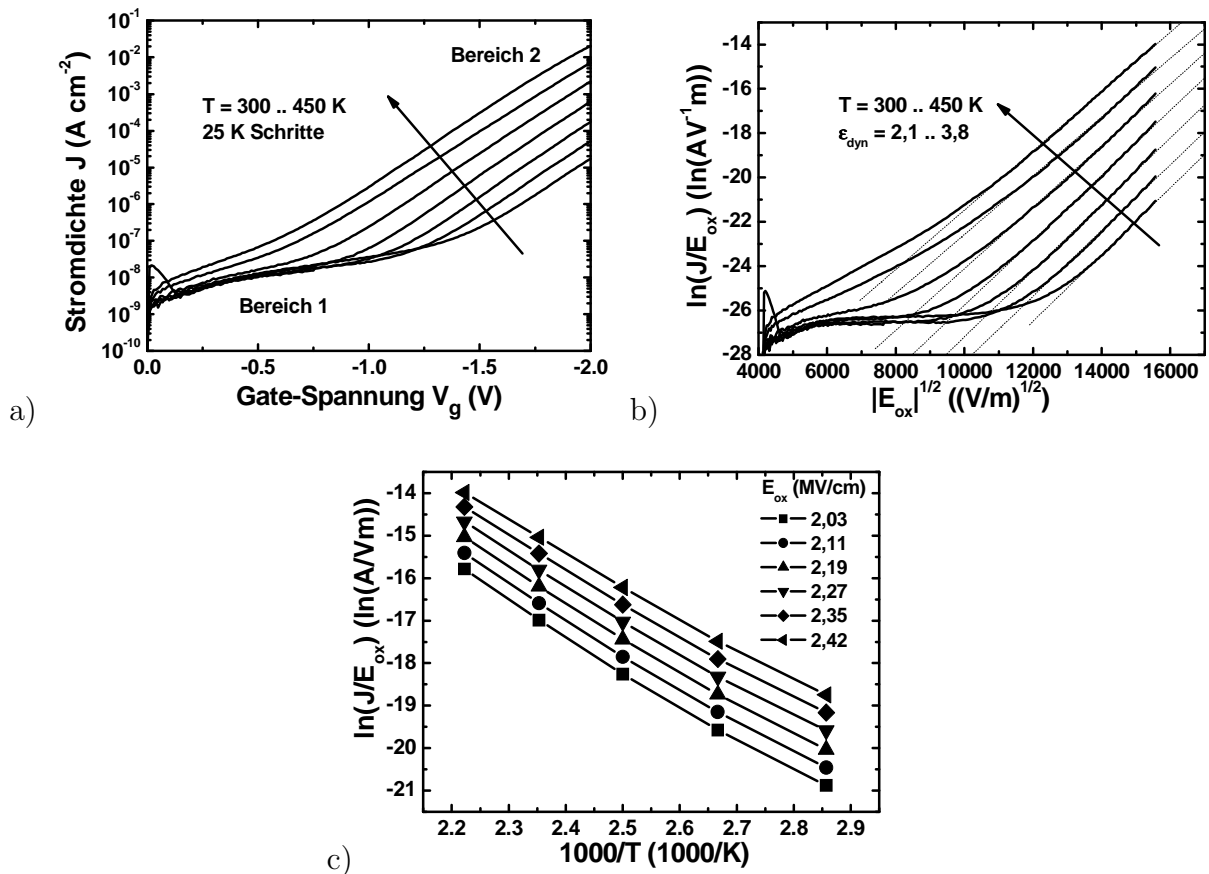 10⁻¹
10⁻²
10⁻³
10⁻⁴
10⁻⁵
10⁻⁶
10⁻⁷
10⁻⁸
10⁻⁹
10⁻¹⁰
Stromdichte J (A cm⁻²)
Bereich 2
T = 300 .. 450 K
25 K Schritte
Bereich 1
0.0 -0.5 -1.0 -1.5 -2.0
Gate-Spannung V_g (V)
a)
-14
-16
-18
-20
-22
-24
-26
-28
ln(J/E_ox) (ln(AV⁻¹m))
T = 300 .. 450 K
ε_dyn = 2,1 .. 3,8
4000 6000 8000 10000 12000 14000 16000
|E_ox|^1/2 ((V/m)^1/2)
b)
-14
-15
-16
-17
-18
-19
-20
-21
ln(J/E_ox) (ln(A/Vm))
E_ox (MV/cm)
2,03
2,11
2,19
2,27
2,35
2,42
2.2 2.3 2.4 2.5 2.6 2.7 2.8 2.9
1000/T (1000/K)
c)